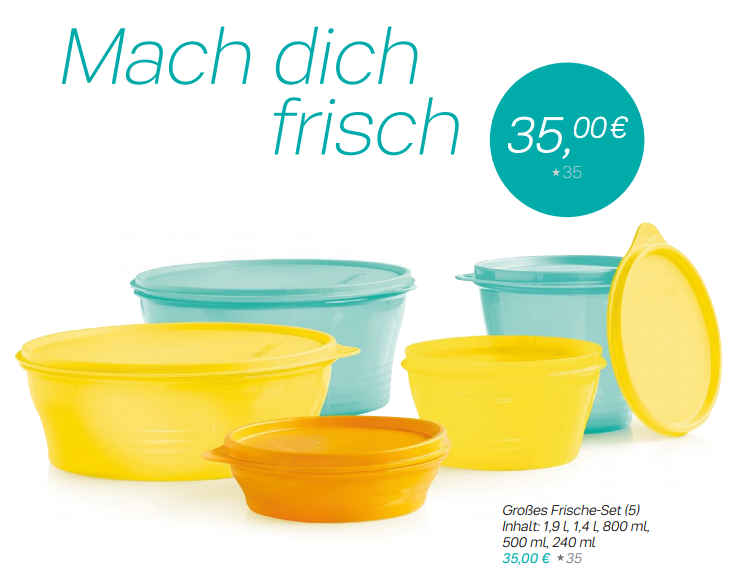 Mach dich
frisch
35,00 €
★35
Großes Frische-Set (5)
Inhalt: 1,9 l, 1,4 l, 800 ml,
500 ml, 240 ml
35,00 € ★35